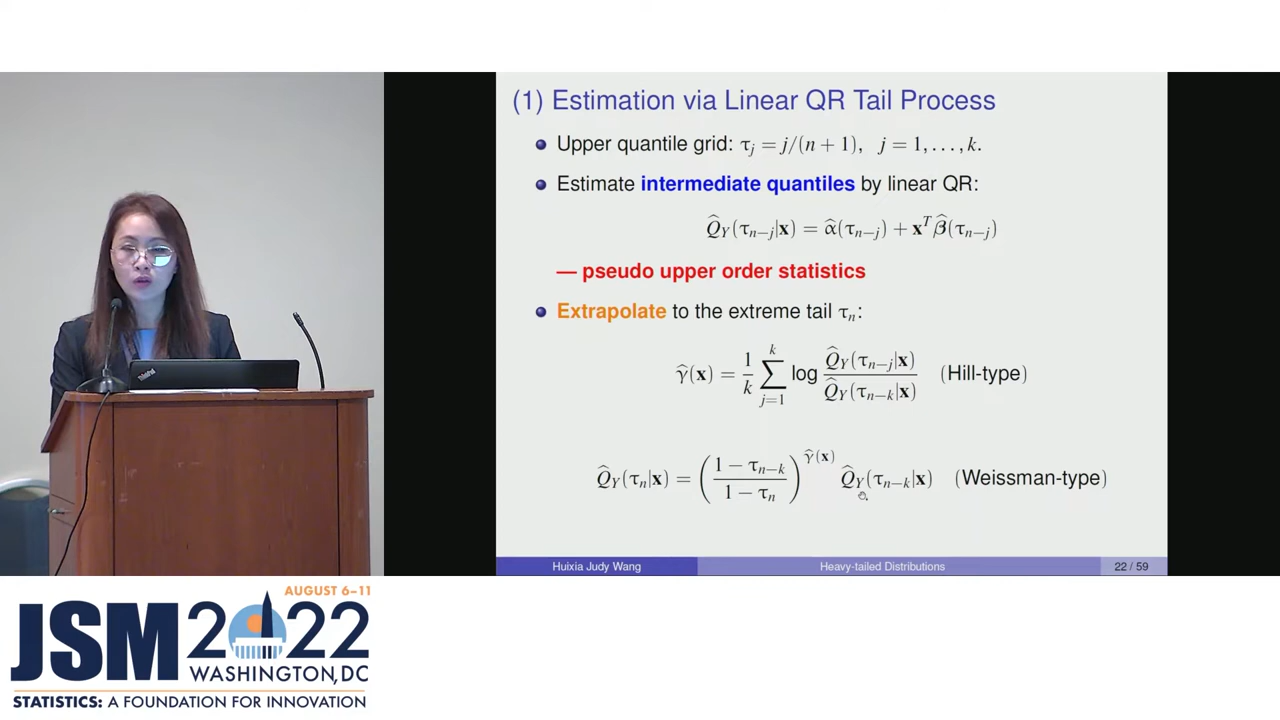 (1) Estimation via Linear QR Tail Process
Upper quantile grid: τ_j = j/(n + 1), j = 1, . . . , k.
Estimate intermediate quantiles by linear QR:
Q̂_Y(τ_{n−j}|x) = α̂(τ_{n−j}) + x^T β̂(τ_{n−j})
— pseudo upper order statistics
Extrapolate to the extreme tail τ_n:
γ̂(x) = 1/k ∑_{j=1}^{k} log Q̂_Y(τ_{n−j}|x) / Q̂_Y(τ_{n−k}|x) (Hill-type)
Q̂_Y(τ_n|x) = ( (1 − τ_{n−k}) / (1 − τ_n) )^{γ̂(x)} Q̂_Y(τ_{n−k}|x) (Weissman-type)
Huixia Judy Wang Heavy-tailed Distributions 22 / 59
ThinkPad
AUGUST 6–11
JSM 2022
WASHINGTON, DC
STATISTICS: A FOUNDATION FOR INNOVATION